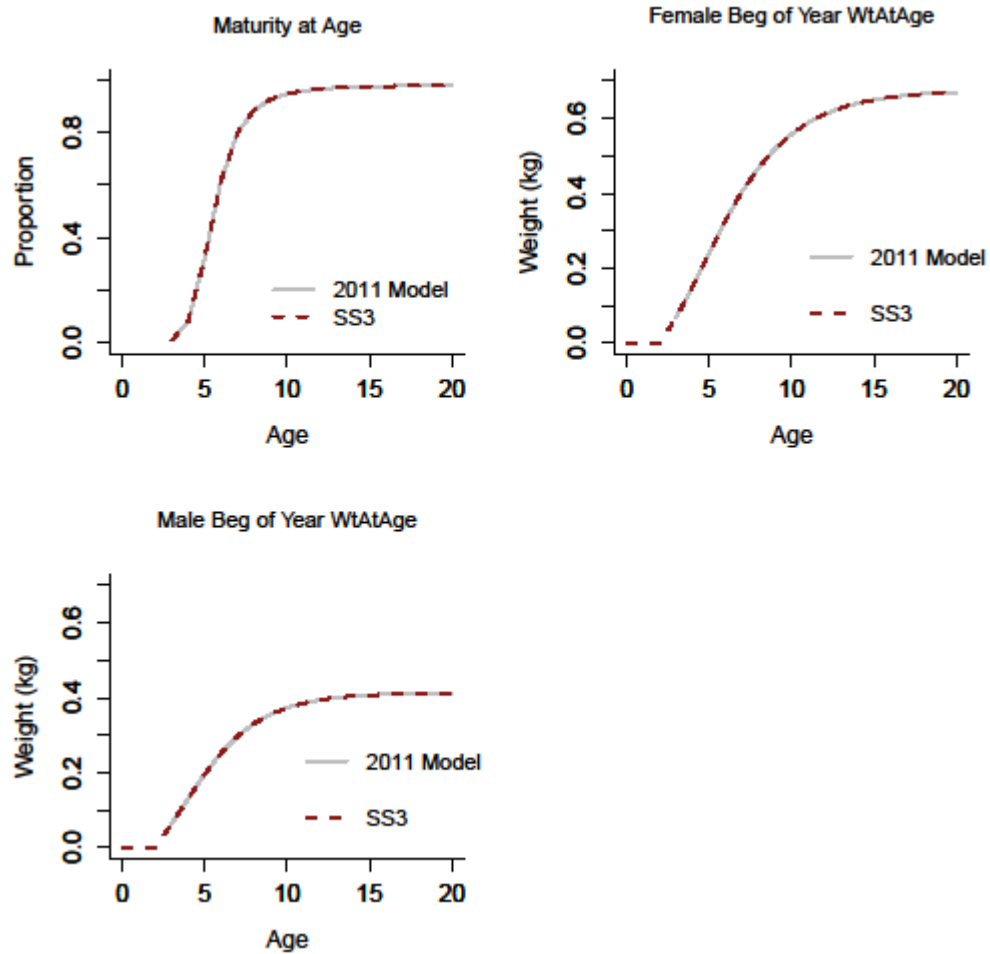 Maturity at Age
Proportion
0.0 0.4 0.8
2011 Model
SS3
0 5 10 15 20
Age
Female Beg of Year WtAtAge
Weight (kg)
0.0 0.2 0.4 0.6
2011 Model
SS3
0 5 10 15 20
Age
Male Beg of Year WtAtAge
Weight (kg)
0.0 0.2 0.4 0.6
2011 Model
SS3
0 5 10 15 20
Age